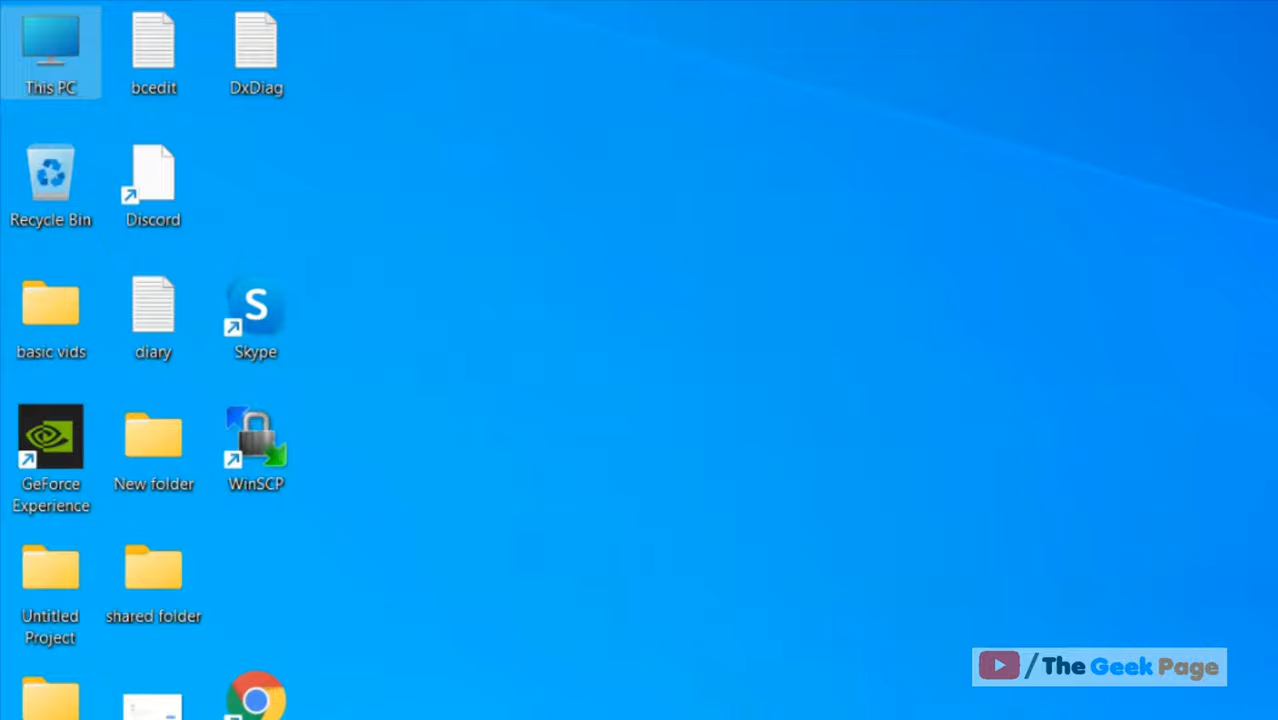 This PC
bcedit
DxDiag
Recycle Bin
Discord
basic vids
diary
S
Skype
GeForce
Experience
New folder
WinSCP
Untitled
Project
shared folder
/The Geek Page